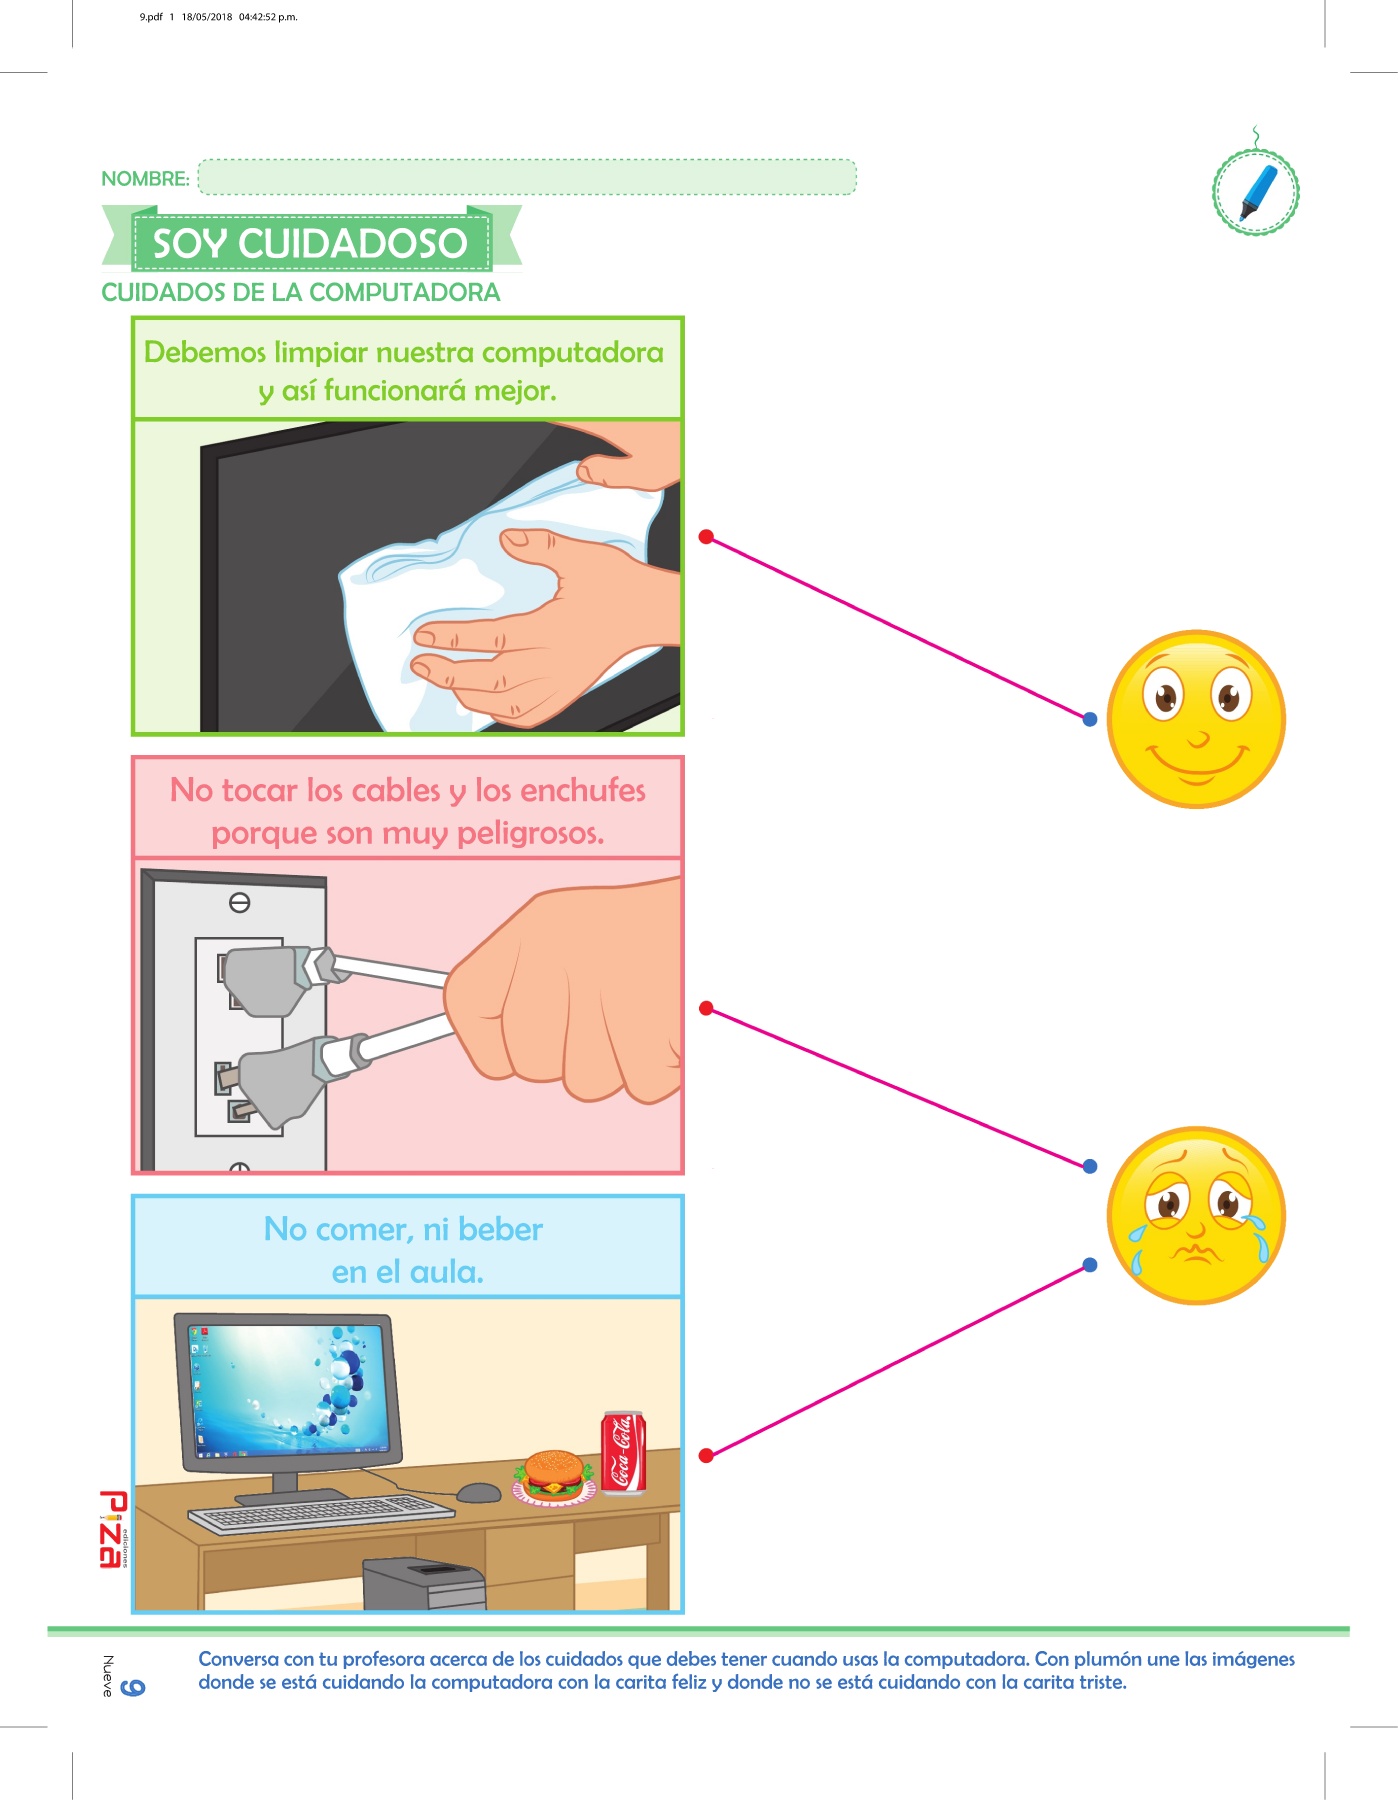 9.pdf 1 18/05/2018 04:42:52 p.m.
NOMBRE:
SOY CUIDADOSO
CUIDADOS DE LA COMPUTADORA
Debemos limpiar nuestra computadora
y así funcionará mejor.
No tocar los cables y los enchufes
porque son muy peligrosos.
No comer, ni beber
en el aula.
Coca-Cola
Piza
ediciones
Nueve
9
Conversa con tu profesora acerca de los cuidados que debes tener cuando usas la computadora. Con plumón une las imágenes
donde se está cuidando la computadora con la carita feliz y donde no se está cuidando con la carita triste.